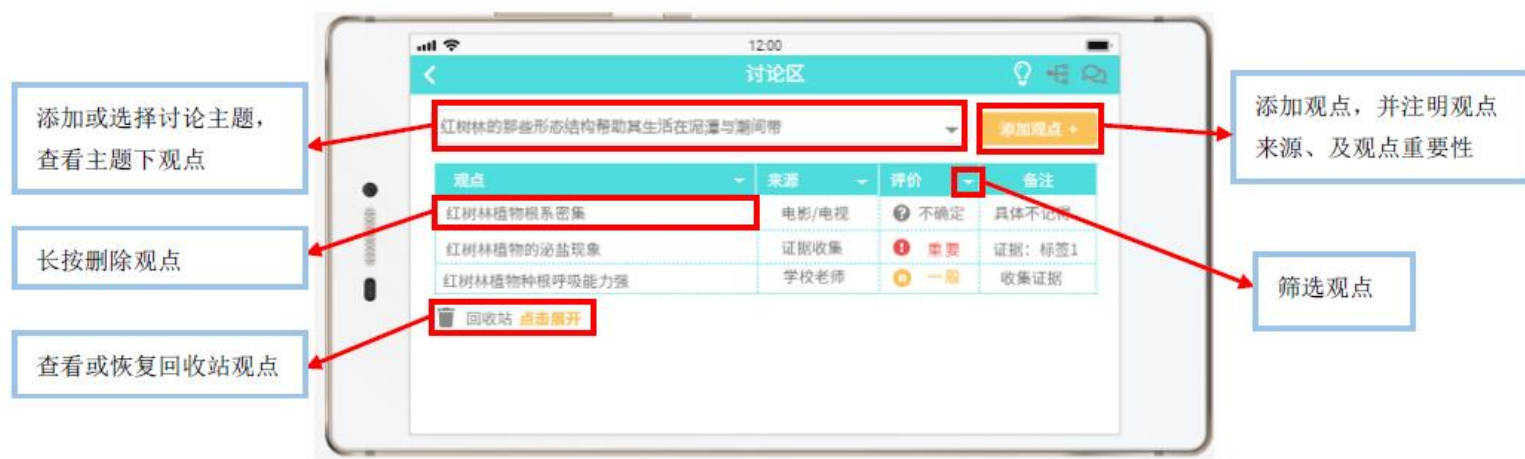 12:00
讨论区
添加或选择讨论主题，
查看主题下观点
红树林的那些形态结构帮助其生活在泥潭与潮间带
添加观点 +
添加观点，并注明观点
来源、及观点重要性
观点 来源 评价 备注
红树林植物根系密集 电影/电视 不确定 具体不记得
长按删除观点
红树林植物的泌盐现象 证据收集 重要 证据：标签1
红树林植物种根呼吸能力强 学校老师 一般 收集证据
筛选观点
回收站 点击展开
查看或恢复回收站观点